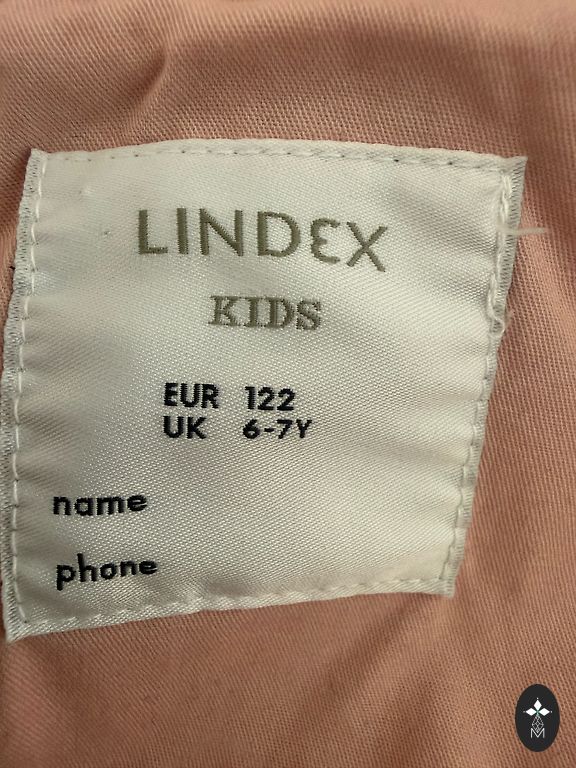 LINDEX
KIDS
EUR 122
UK 6-7Y
name
phone
M